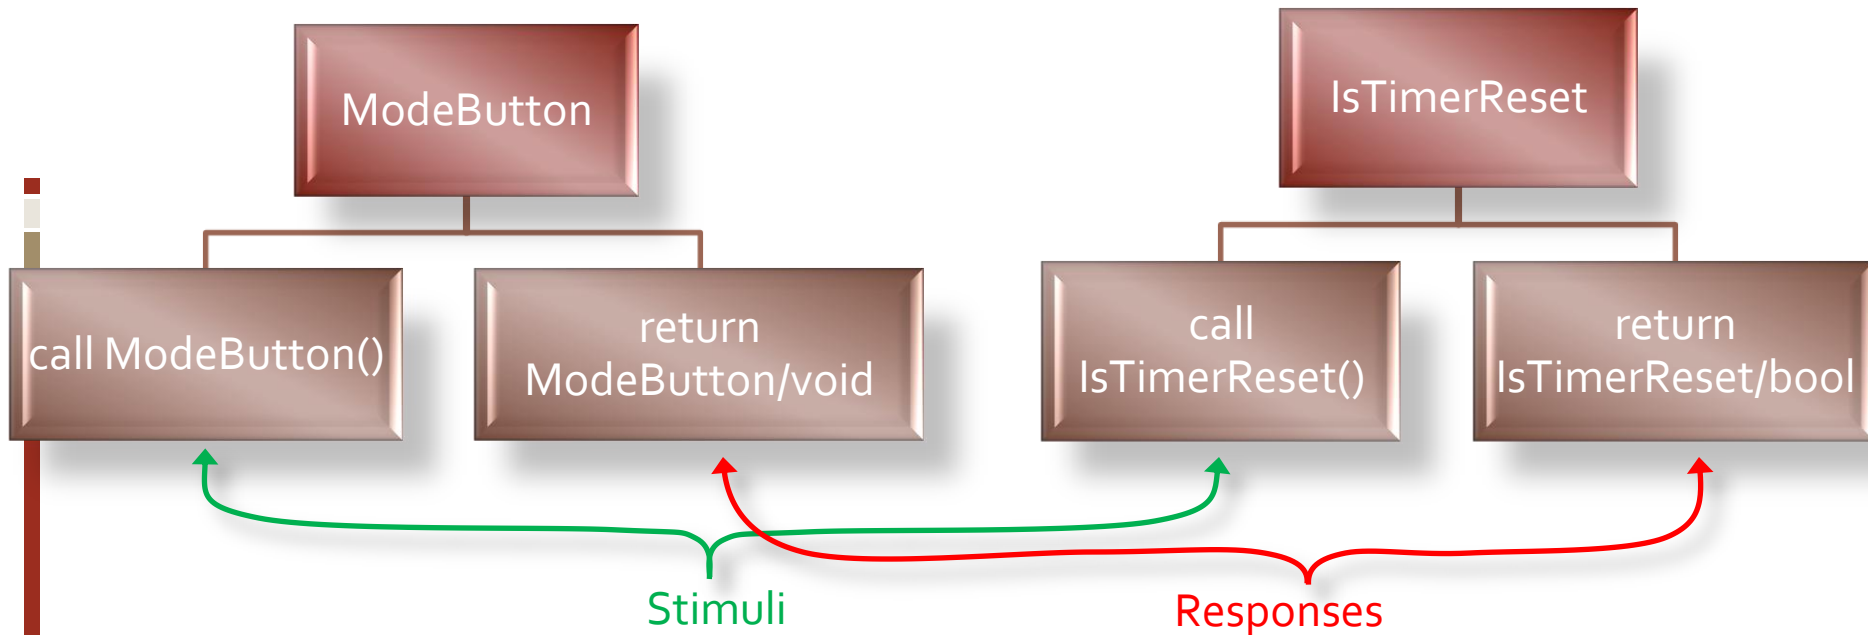 ModeButton
IsTimerReset
call ModeButton()
return
ModeButton/void
call
IsTimerReset()
return
IsTimerReset/bool
Stimuli
Responses